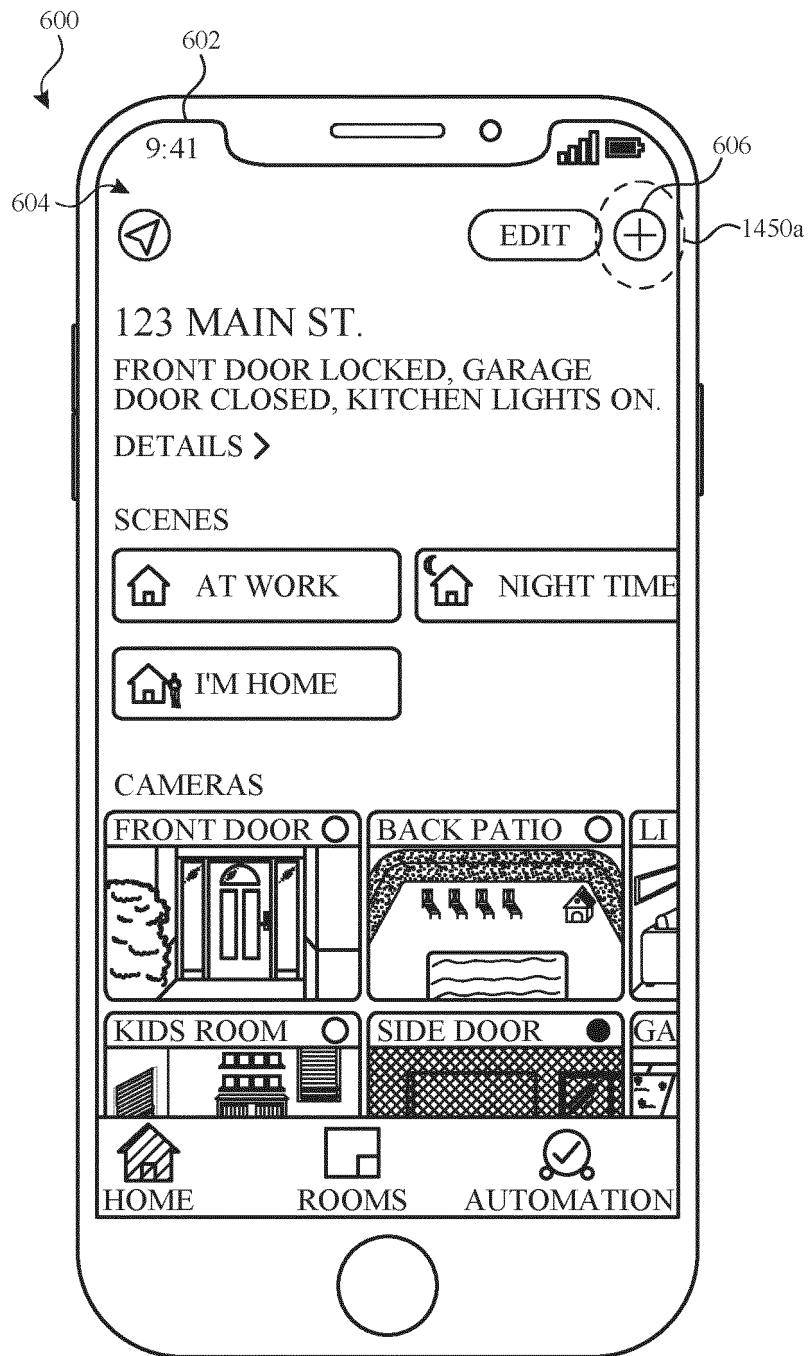 600
602
9:41
606
604
EDIT
1450a
123 MAIN ST.
FRONT DOOR LOCKED, GARAGE
DOOR CLOSED, KITCHEN LIGHTS ON.
DETAILS >
SCENES
AT WORK
NIGHT TIME
I'M HOME
CAMERAS
FRONT DOOR
BACK PATIO
LI
KIDS ROOM
SIDE DOOR
GA
HOME
ROOMS
AUTOMATION